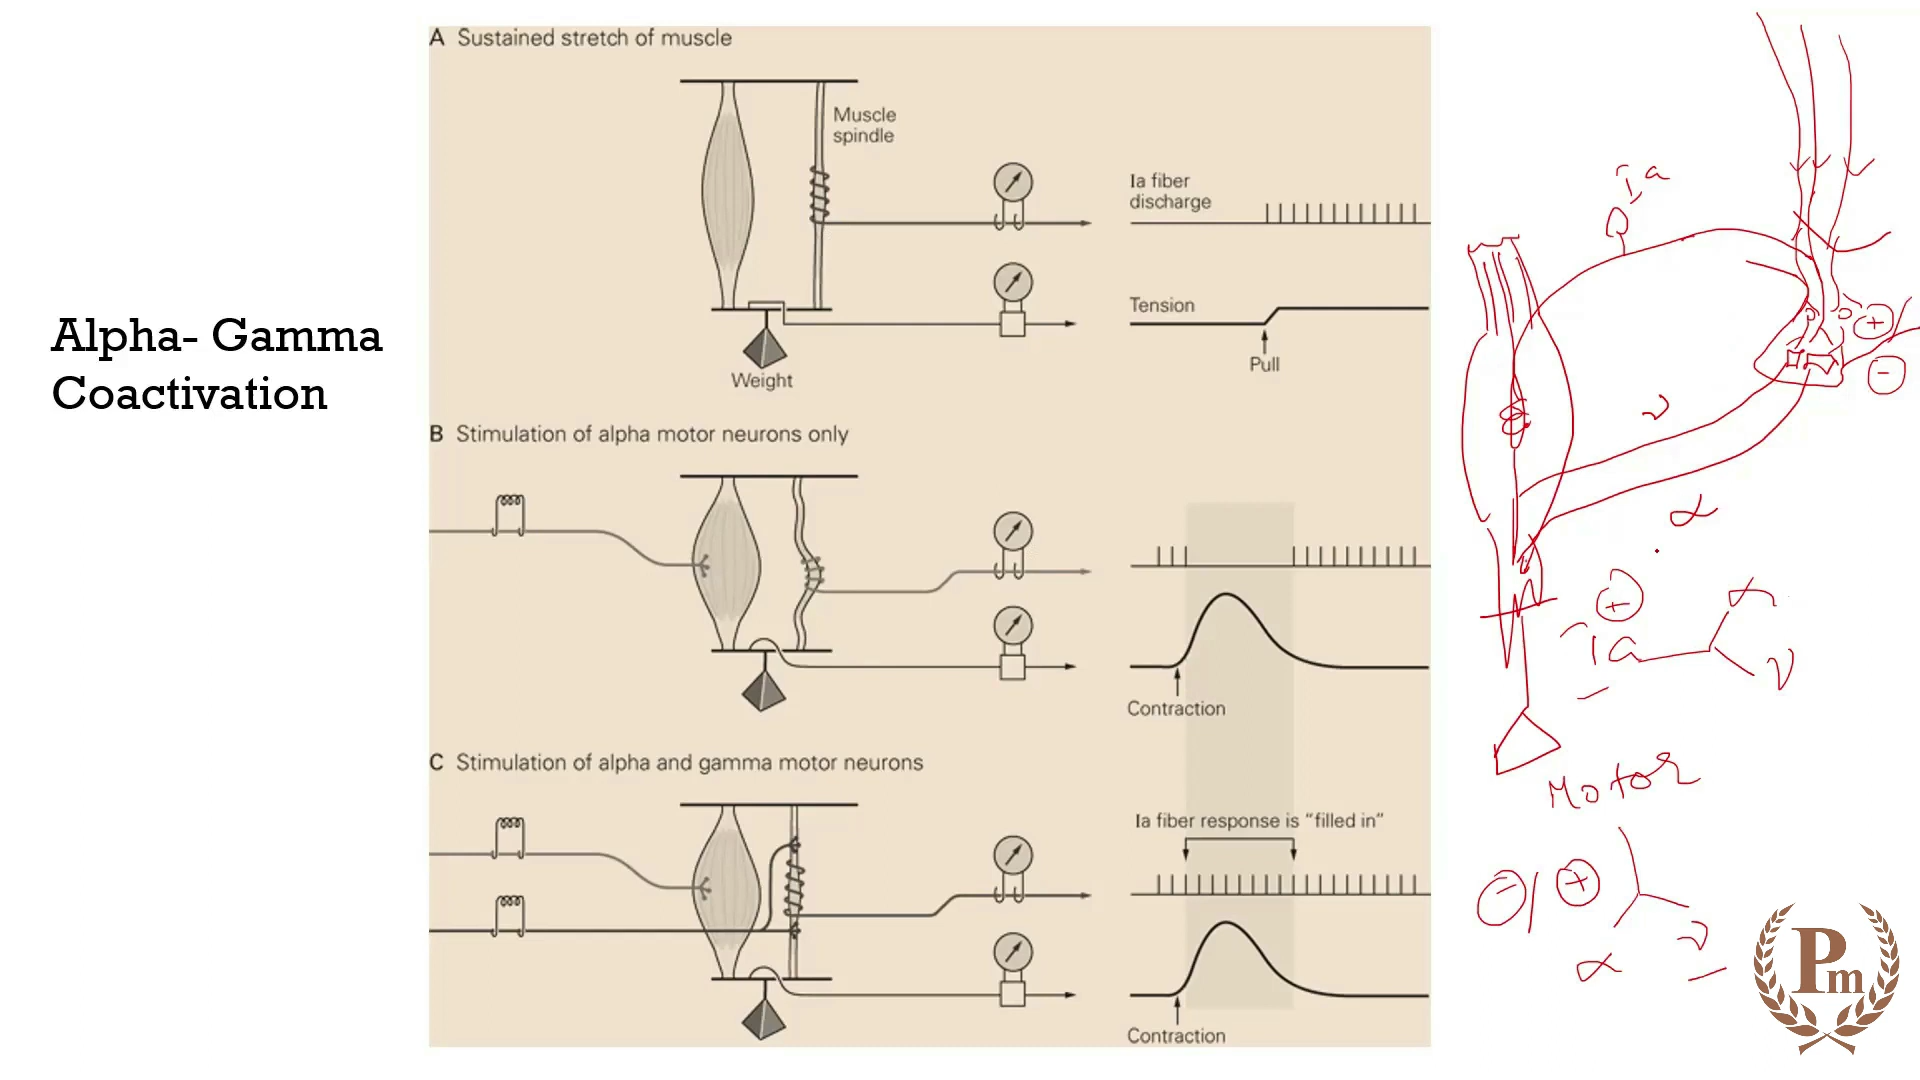 Alpha- Gamma
Coactivation
A Sustained stretch of muscle
Muscle
spindle
Ia fiber
discharge
Tension
Pull
Weight
B Stimulation of alpha motor neurons only
Contraction
C Stimulation of alpha and gamma motor neurons
Ia fiber response is “filled in”
Contraction
Ia
+
-
α
+
α
Ia
Motor
- / +
α
Pm